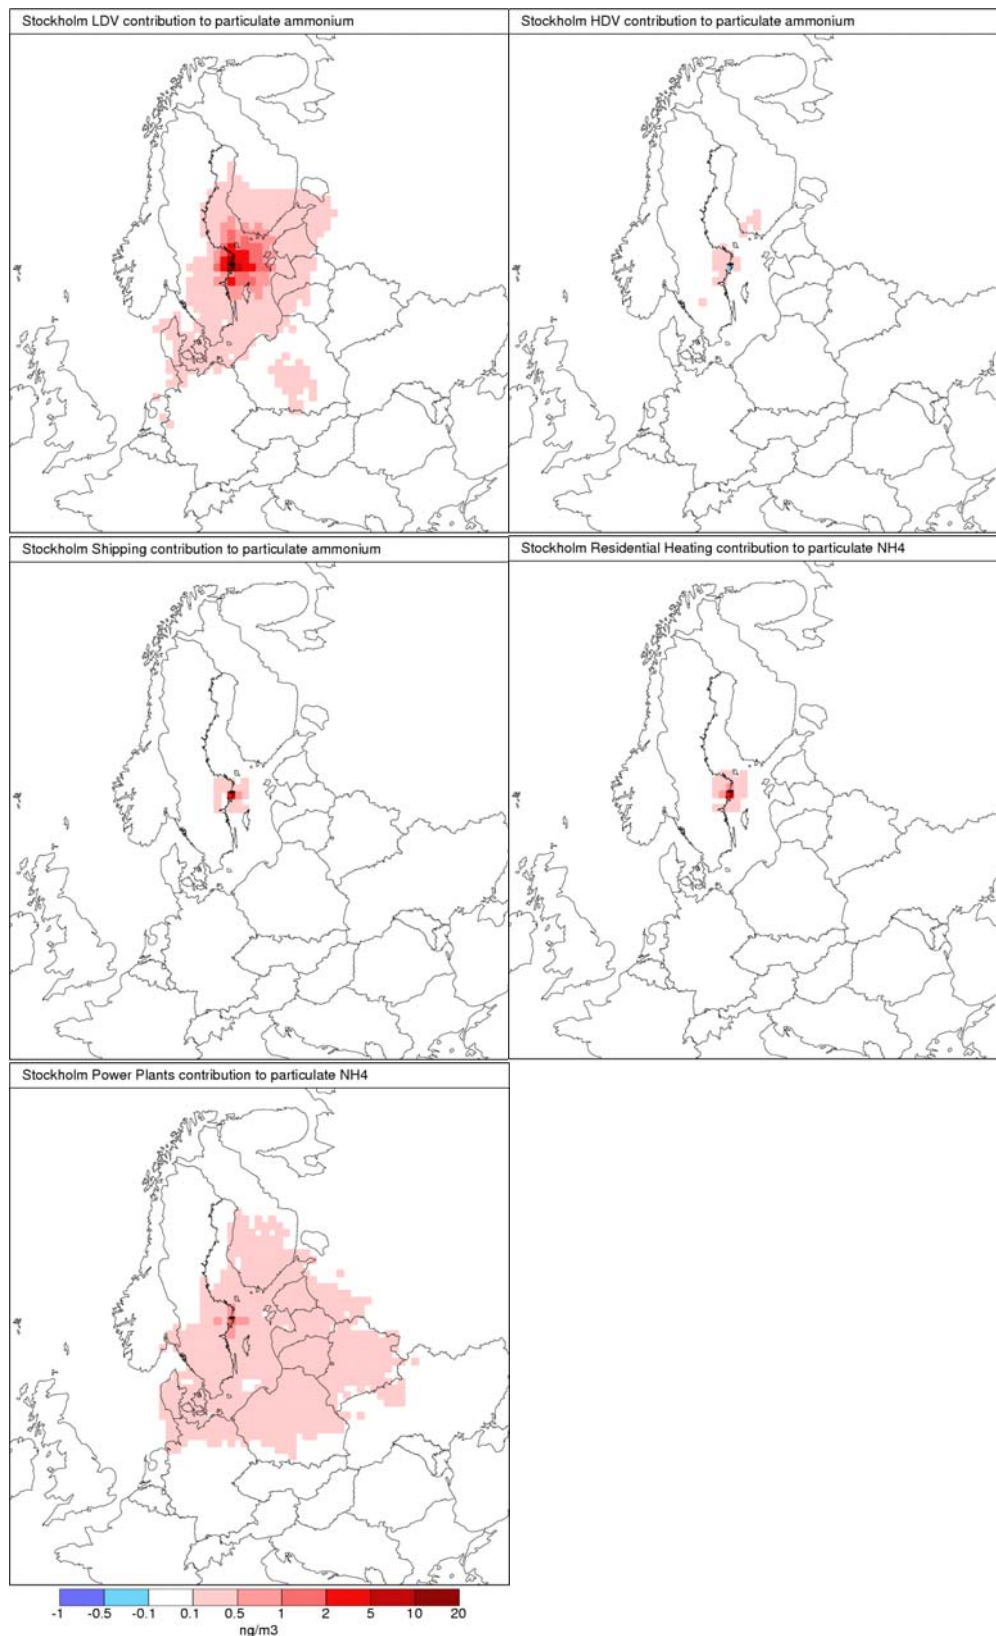 Stockholm LDV contribution to particulate ammonium
Stockholm HDV contribution to particulate ammonium
Stockholm Shipping contribution to particulate ammonium
Stockholm Residential Heating contribution to particulate NH4
Stockholm Power Plants contribution to particulate NH4
-1 -0.5 -0.1 0.1 0.5 1 2 5 10 20
ng/m3